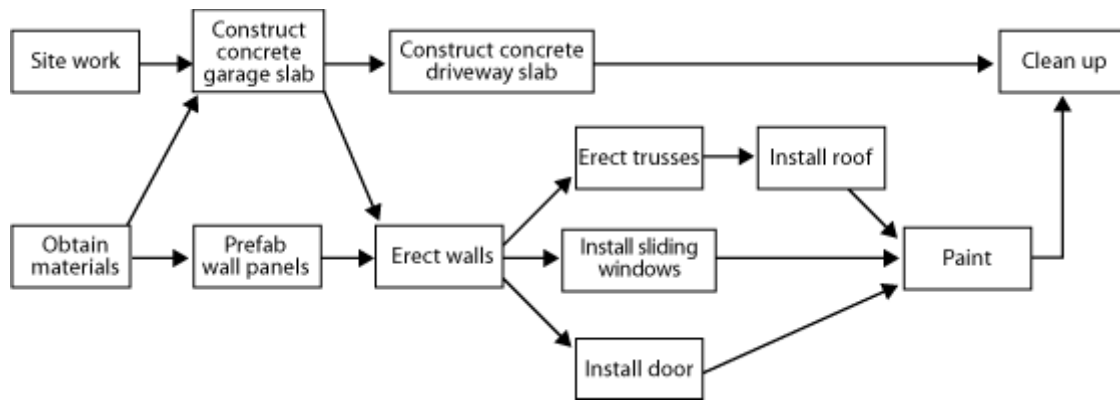 Site work
Construct
concrete
garage slab
Construct concrete
driveway slab
Clean up
Erect trusses
Install roof
Obtain
materials
Prefab
wall panels
Erect walls
Install sliding
windows
Paint
Install door